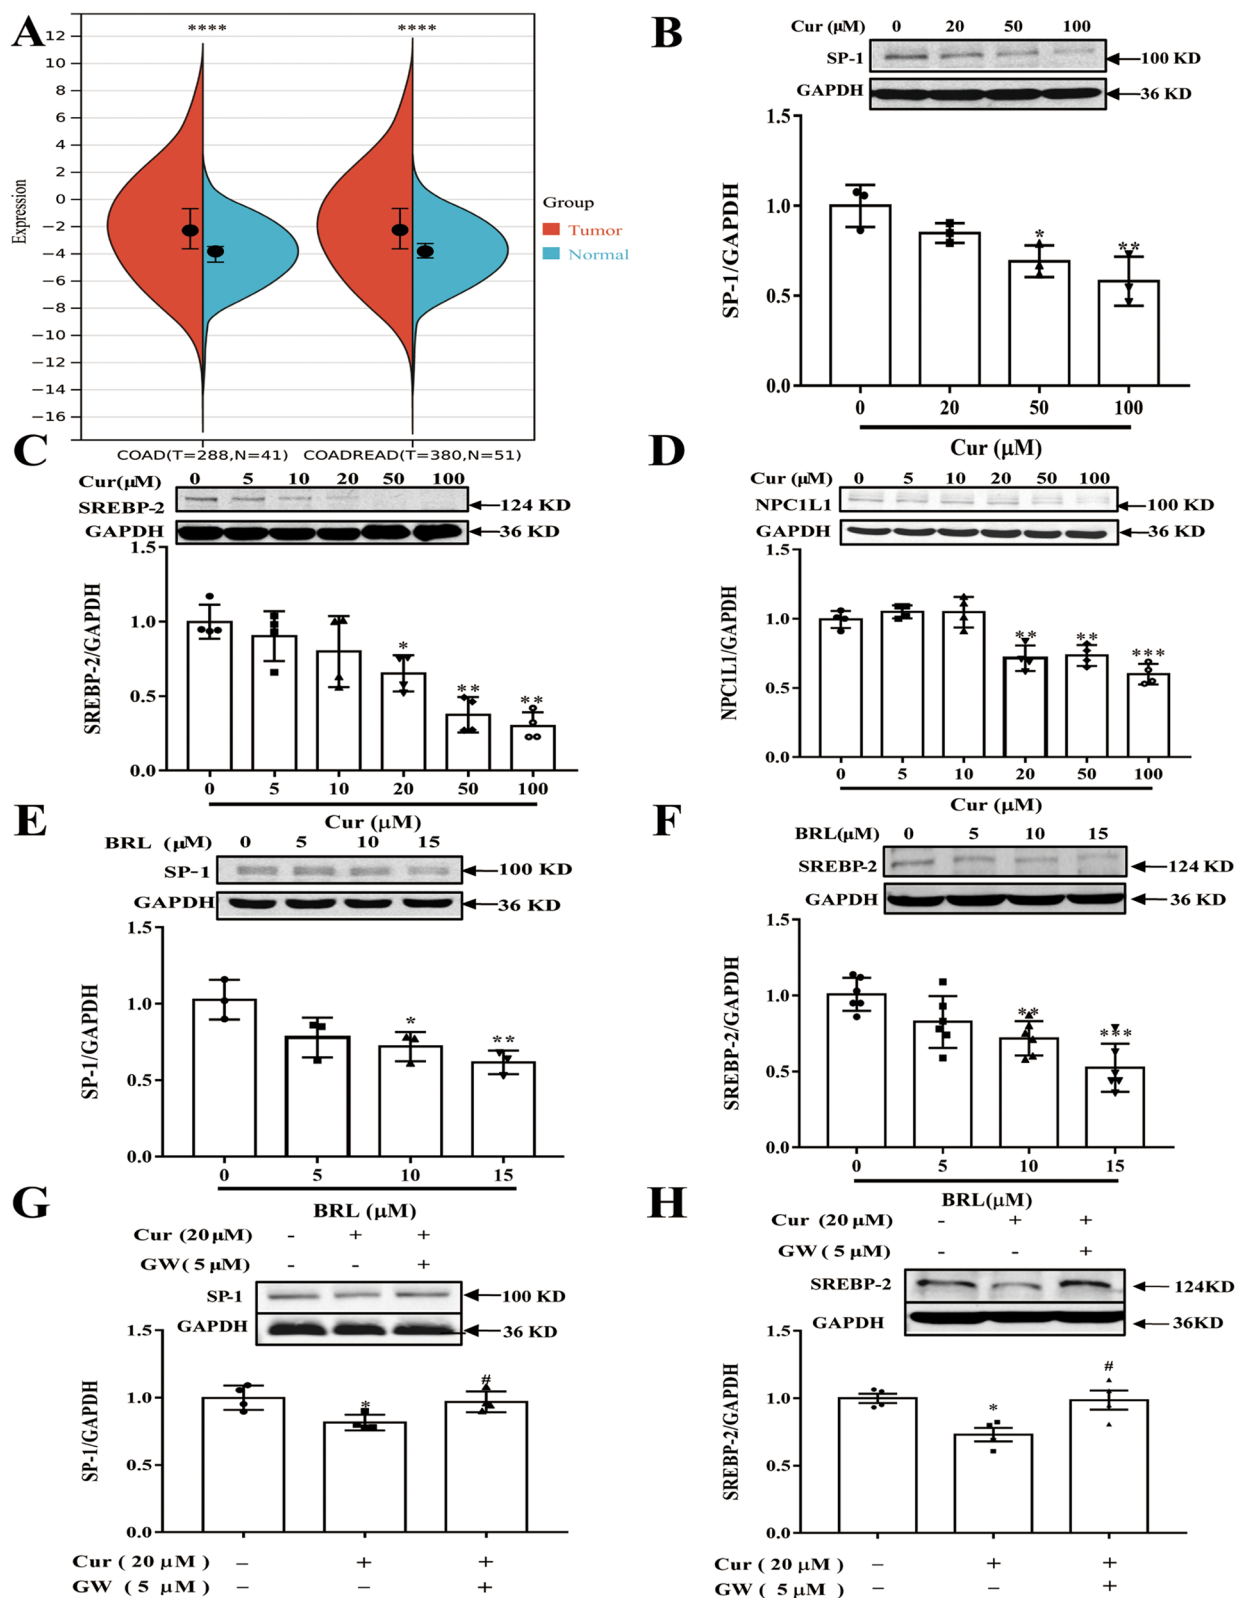 A
****
****
12
10
8
6
4
2
0
−2
−4
−6
−8
−10
−12
−14
−16
Expression
Group
Tumor
Normal
COAD(T=288,N=41)
COADREAD(T=380,N=51)
B
Cur (μM) 0 20 50 100
SP-1
100 KD
GAPDH
36 KD
1.5
1.0
0.5
0.0
SP-1/GAPDH
*
**
0 20 50 100
Cur (μM)
C
Cur(μM) 0 5 10 20 50 100
SREBP-2
124 KD
GAPDH
36 KD
1.5
1.0
0.5
0.0
SREBP-2/GAPDH
*
**
**
0 5 10 20 50 100
Cur (μM)
D
Cur (μM) 0 5 10 20 50 100
NPC1L1
100 KD
GAPDH
36 KD
1.5
1.0
0.5
0.0
NPC1L1/GAPDH
**
**
***
0 5 10 20 50 100
Cur (μM)
E
BRL (μM) 0 5 10 15
SP-1
100 KD
GAPDH
36 KD
1.5
1.0
0.5
0.0
SP-1/GAPDH
*
**
0 5 10 15
BRL (μM)
F
BRL(μM) 0 5 10 15
SREBP-2
124 KD
GAPDH
36 KD
1.5
1.0
0.5
0.0
SREBP-2/GAPDH
**
***
0 5 10 15
BRL(μM)
G
Cur (20 μM) - + +
GW( 5 μM) - - +
SP-1
100 KD
GAPDH
36 KD
1.5
1.0
0.5
0.0
SP-1/GAPDH
*
#
Cur ( 20 μM ) − + +
GW ( 5 μM ) − +
H
Cur (20 μM) - + +
GW ( 5 μM) - - +
SREBP-2
124KD
GAPDH
36KD
1.5
1.0
0.5
0.0
SREBP-2/GAPDH
*
#
Cur ( 20 μM ) − + +
GW ( 5 μM ) − +